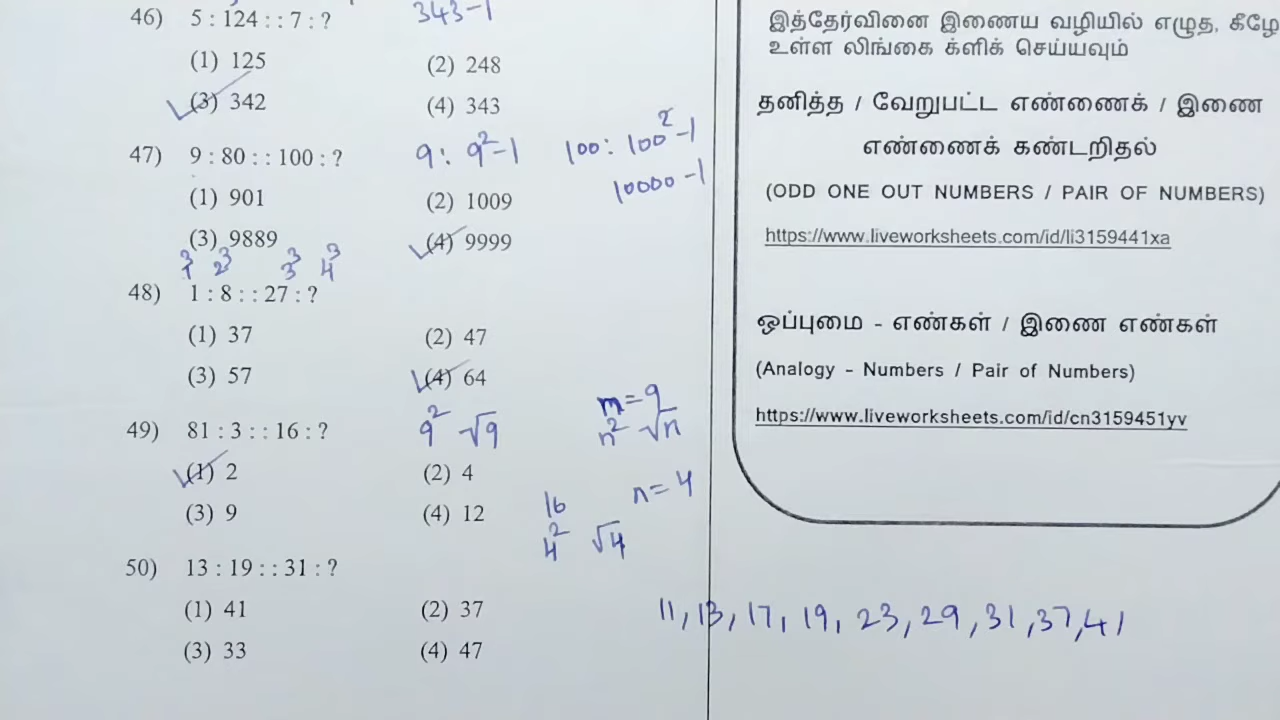 46) 5 : 124 : : 7 : ? 343-1
(1) 125 (2) 248
(3) 342 (4) 343
47) 9 : 80 : : 100 : ? 9: 9²-1 100: 100²-1
10000-1
(1) 901 (2) 1009
(3) 9889 (4) 9999
1³ 2³ 3³ 4³
48) 1 : 8 : : 27 : ?
(1) 37 (2) 47
(3) 57 (4) 64
49) 81 : 3 : : 16 : ? 9² √9 n² √n
=9
(1) 2 (2) 4
(3) 9 (4) 12
16 n=4
4² √4
50) 13 : 19 : : 31 : ?
(1) 41 (2) 37
(3) 33 (4) 47
இத்தேர்வினை இணைய வழியில் எழுத, கீழே
உள்ள லிங்கை க்ளிக் செய்யவும்
தனித்த / வேறுபட்ட எண்ணைக் / இணை
எண்ணைக் கண்டறிதல்
(ODD ONE OUT NUMBERS / PAIR OF NUMBERS)
https://www.liveworksheets.com/id/li3159441xa
ஒப்புமை - எண்கள் / இணை எண்கள்
(Analogy – Numbers / Pair of Numbers)
https://www.liveworksheets.com/id/cn3159451yv
11, 13, 17, 19, 23, 29, 31, 37, 41